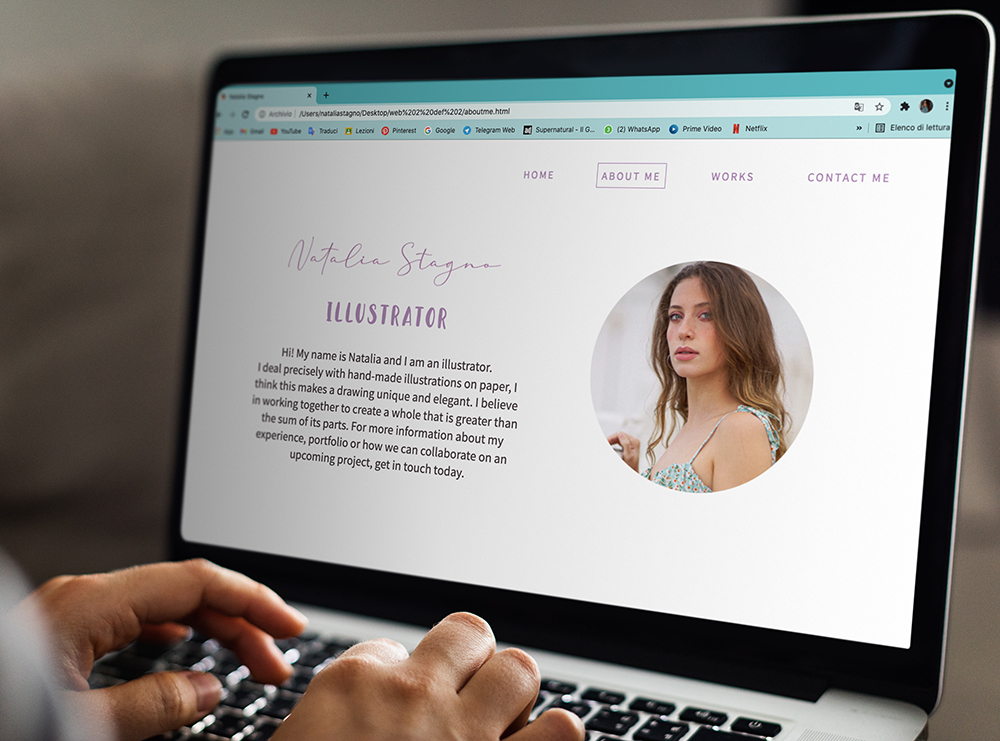 Natalia Stagno
Archivio /Users/nataliastagno/Desktop/web%202%20def%202/aboutme.html
App Gmail YouTube Traduci Lezioni Pinterest Google Telegram Web Supernatural - Il G... (2) WhatsApp Prime Video Netflix » Elenco di lettura
HOME ABOUT ME WORKS CONTACT ME
Natalia Stagno
ILLUSTRATOR
Hi! My name is Natalia and I am an illustrator.
I deal precisely with hand-made illustrations on paper, I
think this makes a drawing unique and elegant. I believe
in working together to create a whole that is greater than
the sum of its parts. For more information about my
experience, portfolio or how we can collaborate on an
upcoming project, get in touch today.